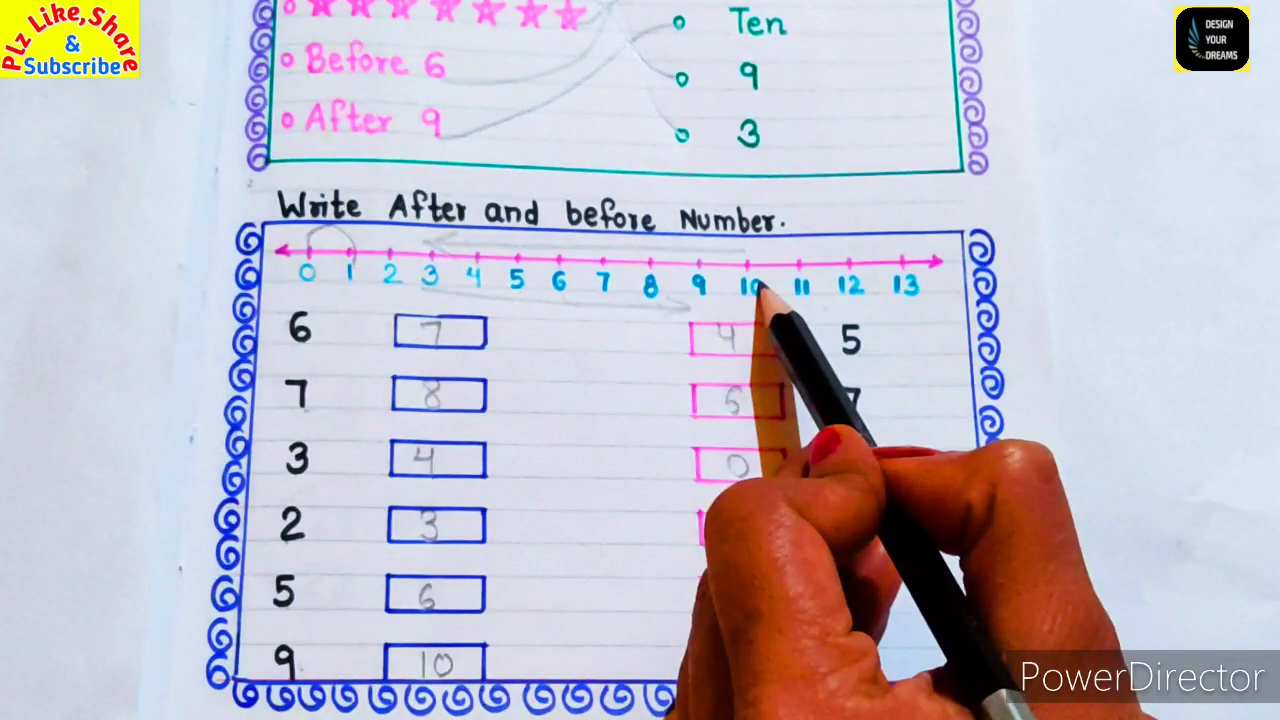 Plz Like,Share
&
Subscribe
DESIGN
YOUR
DREAMS
Ten
Before 6
9
After 9
3
Write After and before Number.
0 1 2 3 4 5 6 7 8 9 10 11 12 13
6 7 4 5
7 8 6 7
3 4 0
2 3
5 6
9 10
PowerDirector